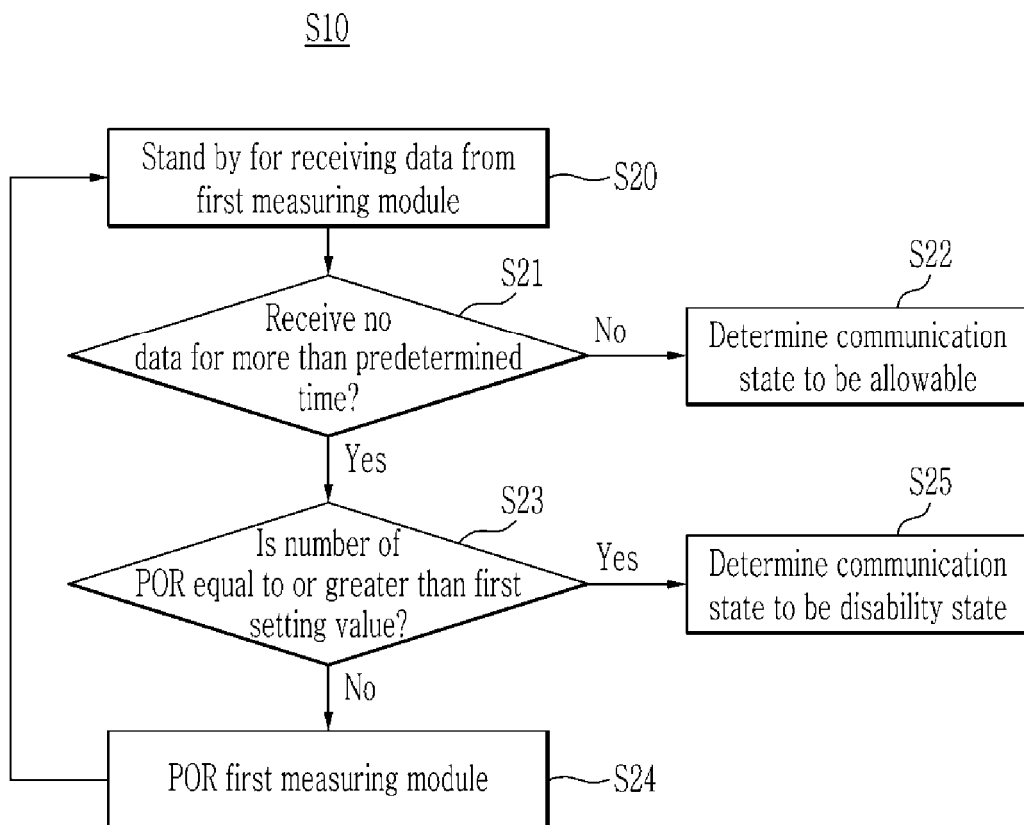 S10
Stand by for receiving data from
first measuring module
S20
S21
Receive no
data for more than predetermined
time?
No
S22
Determine communication
state to be allowable
Yes
S23
Is number of
POR equal to or greater than first
setting value?
Yes
S25
Determine communication
state to be disability state
No
POR first measuring module
S24